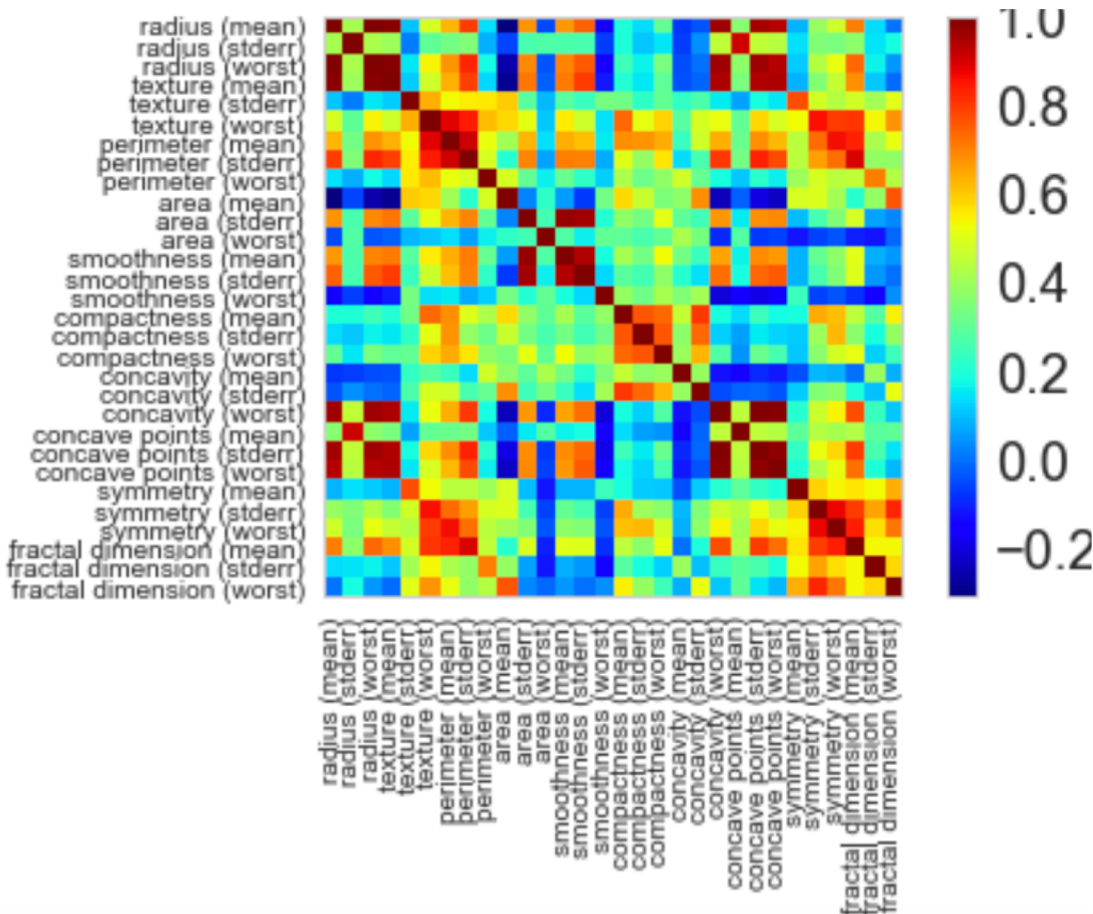 radius (mean)
radius (stderr)
radius (worst)
texture (mean)
texture (stderr)
texture (worst)
perimeter (mean)
perimeter (stderr)
perimeter (worst)
area (mean)
area (stderr)
area (worst)
smoothness (mean)
smoothness (stderr)
smoothness (worst)
compactness (mean)
compactness (stderr)
compactness (worst)
concavity (mean)
concavity (stderr)
concavity (worst)
concave points (mean)
concave points (stderr)
concave points (worst)
symmetry (mean)
symmetry (stderr)
symmetry (worst)
fractal dimension (mean)
fractal dimension (stderr)
fractal dimension (worst)
1.0
0.8
0.6
0.4
0.2
0.0
−0.2
radius (mean)
radius (stderr)
radius (worst)
texture (mean)
texture (stderr)
texture (worst)
perimeter (mean)
perimeter (stderr)
perimeter (worst)
area (mean)
area (stderr)
area (worst)
smoothness (mean)
smoothness (stderr)
smoothness (worst)
compactness (mean)
compactness (stderr)
compactness (worst)
concavity (mean)
concavity (stderr)
concavity (worst)
concave points (mean)
concave points (stderr)
concave points (worst)
symmetry (mean)
symmetry (stderr)
symmetry (worst)
fractal dimension (mean)
fractal dimension (stderr)
fractal dimension (worst)